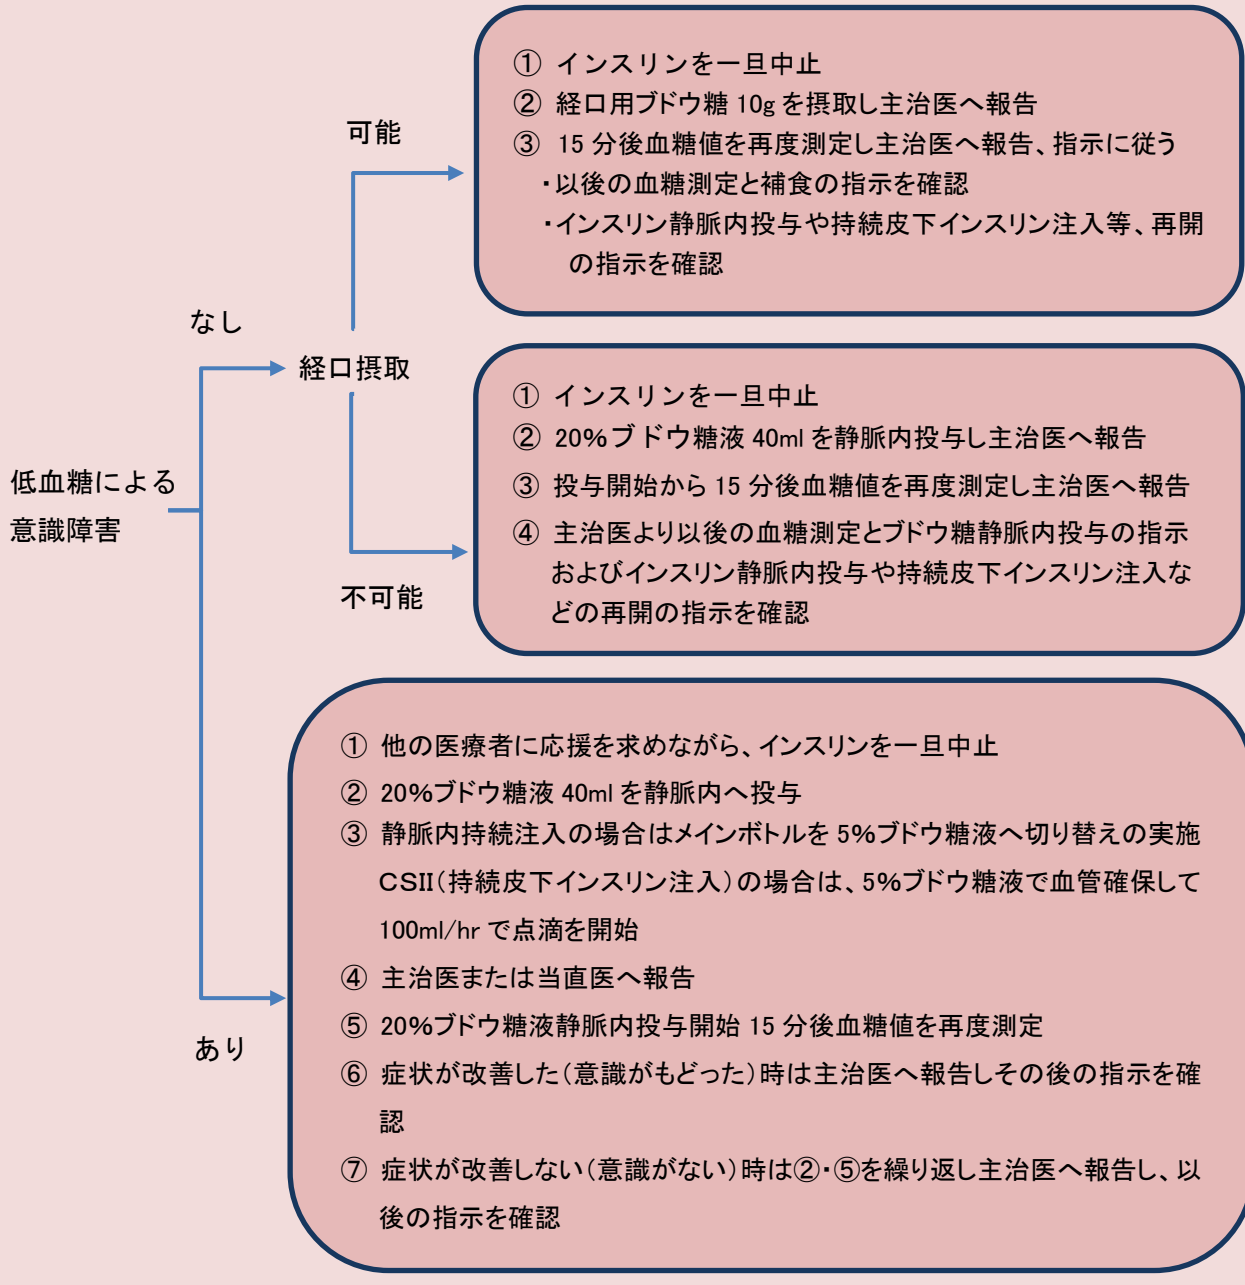 可能
① インスリンを一旦中止
② 経口用ブドウ糖 10g を摂取し主治医へ報告
③ 15 分後血糖値を再度測定し主治医へ報告、指示に従う
・以後の血糖測定と補食の指示を確認
・インスリン静脈内投与や持続皮下インスリン注入等、再開
の指示を確認
なし
経口摂取
不可能
① インスリンを一旦中止
② 20%ブドウ糖液 40ml を静脈内投与し主治医へ報告
③ 投与開始から 15 分後血糖値を再度測定し主治医へ報告
④ 主治医より以後の血糖測定とブドウ糖静脈内投与の指示
およびインスリン静脈内投与や持続皮下インスリン注入な
どの再開の指示を確認
低血糖による
意識障害
あり
① 他の医療者に応援を求めながら、インスリンを一旦中止
② 20%ブドウ糖液 40ml を静脈内へ投与
③ 静脈内持続注入の場合はメインボトルを 5%ブドウ糖液へ切り替えの実施
CSII(持続皮下インスリン注入)の場合は、5%ブドウ糖液で血管確保して
100ml/hr で点滴を開始
④ 主治医または当直医へ報告
⑤ 20%ブドウ糖液静脈内投与開始 15 分後血糖値を再度測定
⑥ 症状が改善した(意識がもどった)時は主治医へ報告しその後の指示を確
認
⑦ 症状が改善しない(意識がない)時は②・⑤を繰り返し主治医へ報告し、以
後の指示を確認